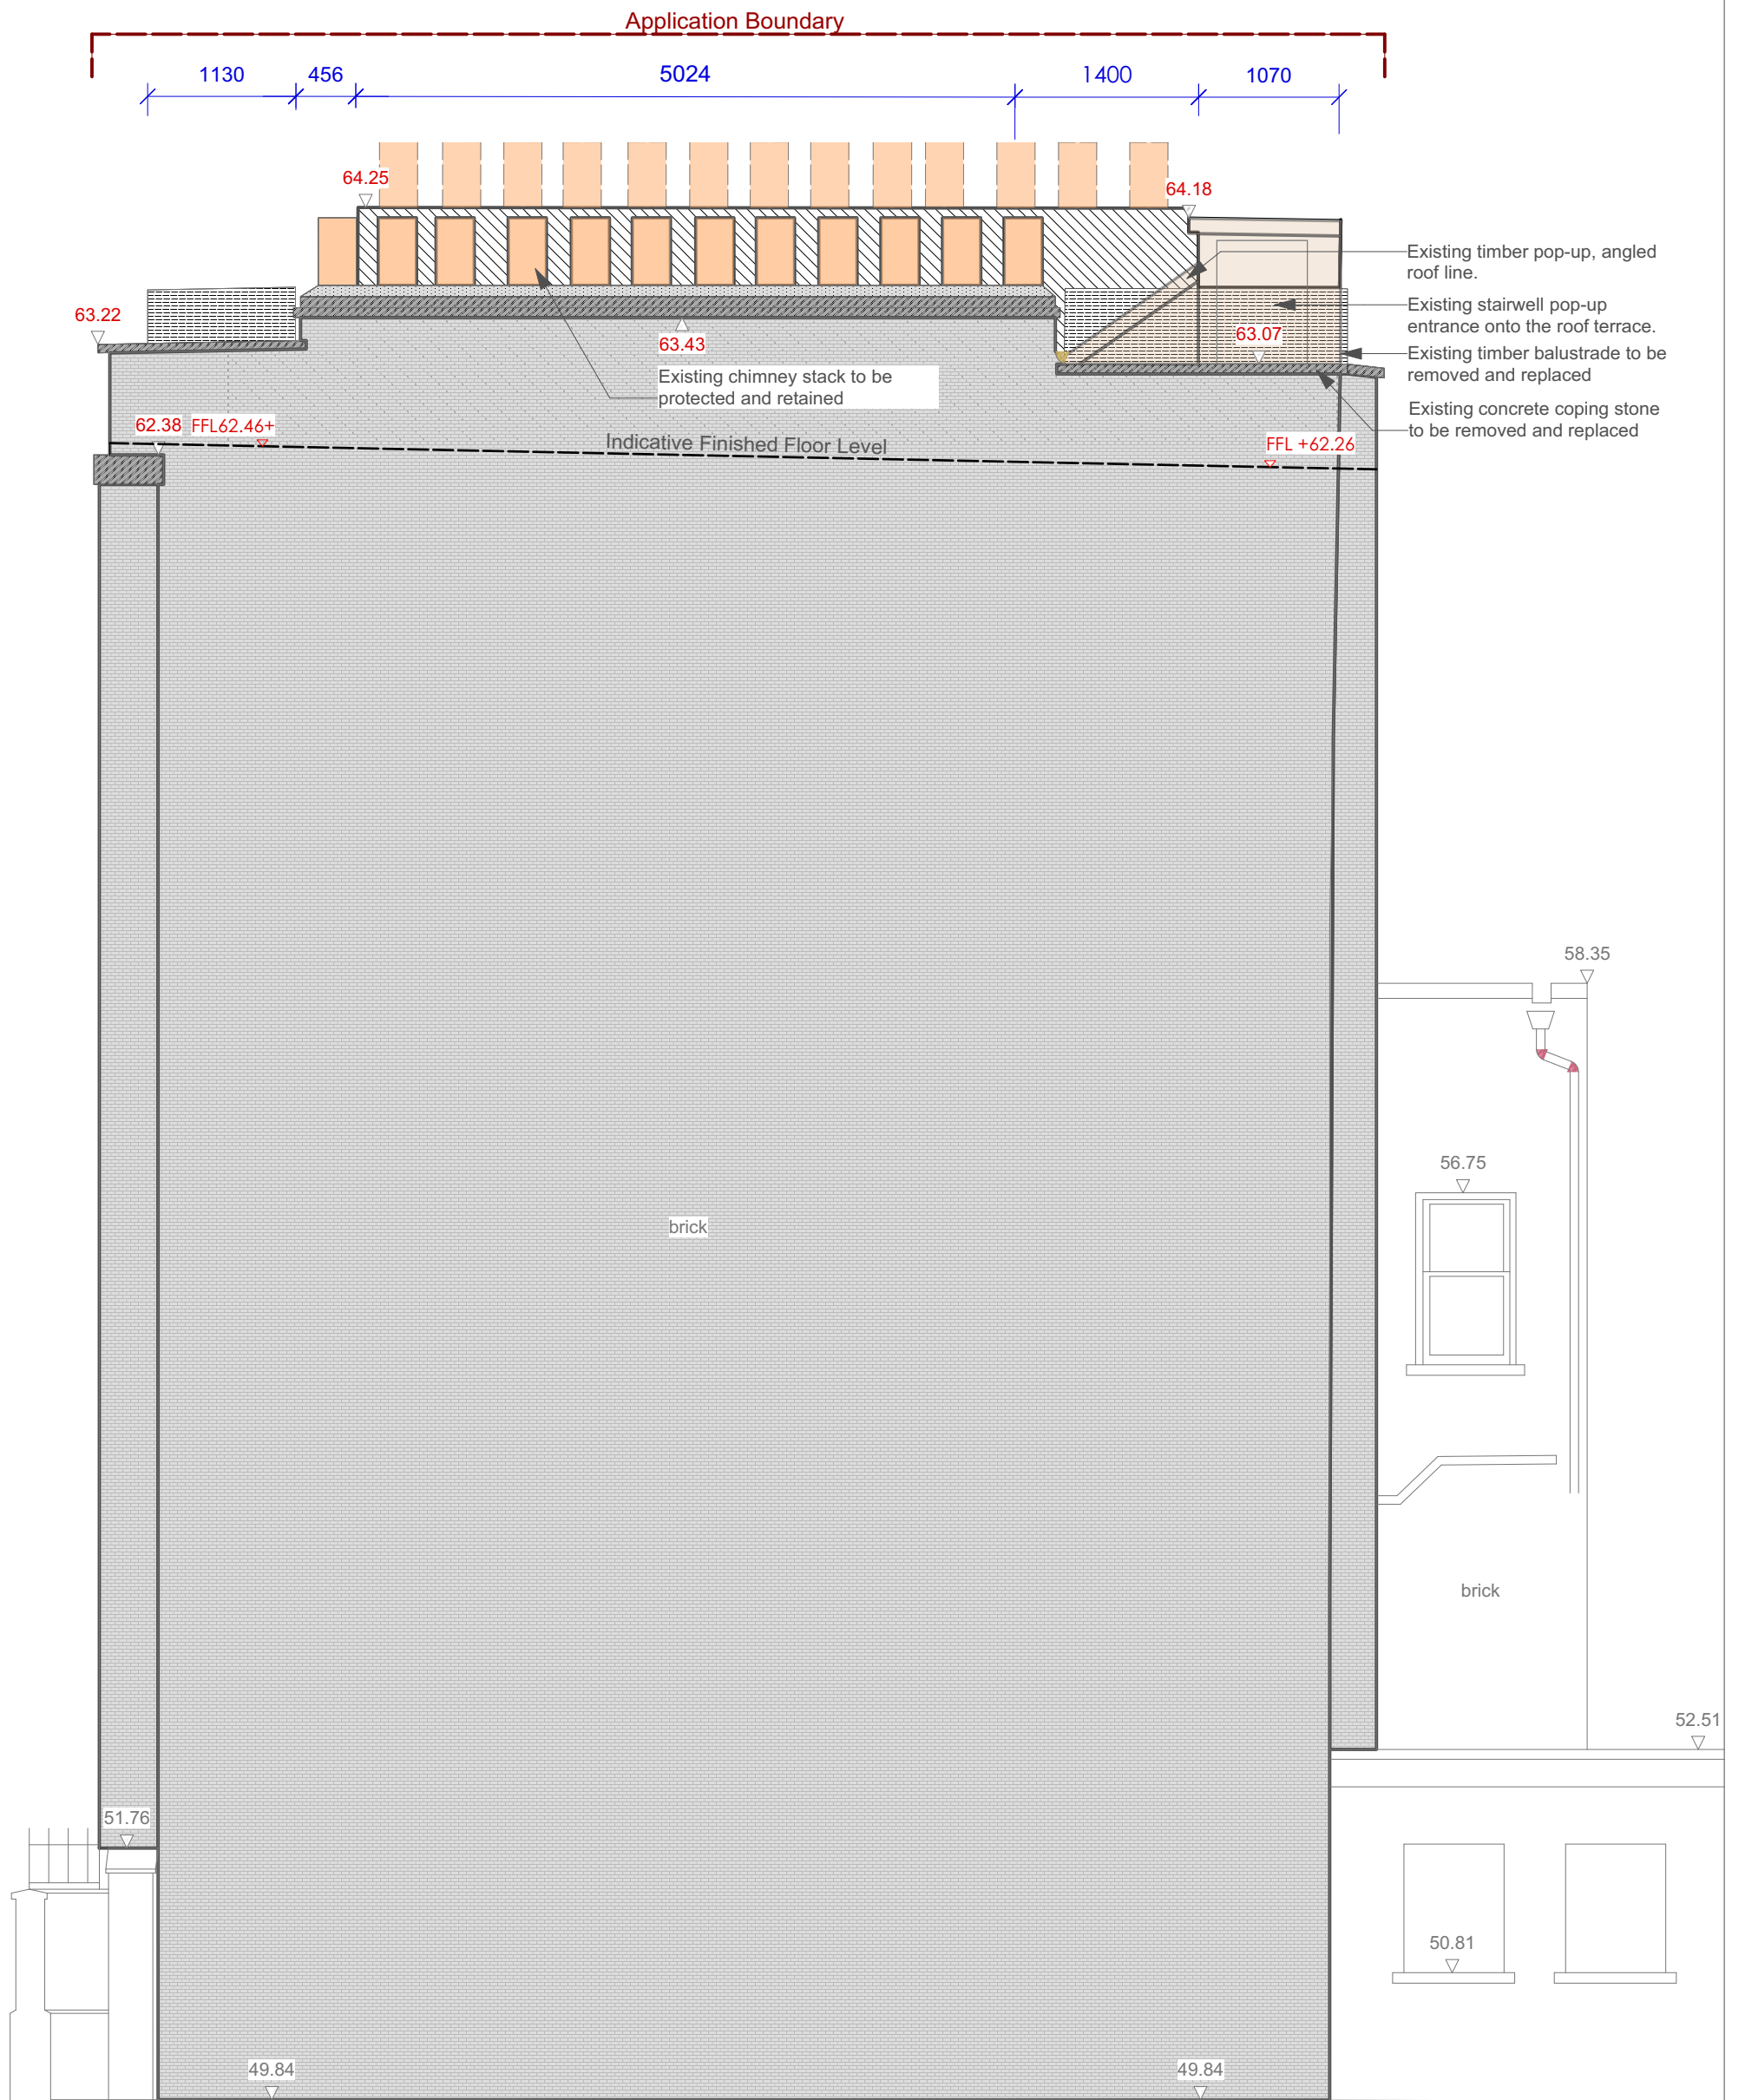 Application Boundary
1130
456
5024
1400
1070
64.25
64.18
Existing timber pop-up, angled
roof line.
Existing stairwell pop-up
entrance onto the roof terrace.
63.22
63.43
63.07
Existing timber balustrade to be
removed and replaced
Existing chimney stack to be
protected and retained
Existing concrete coping stone
to be removed and replaced
62.38
FFL62.46+
Indicative Finished Floor Level
FFL +62.26
58.35
56.75
brick
brick
52.51
51.76
50.81
49.84
49.84